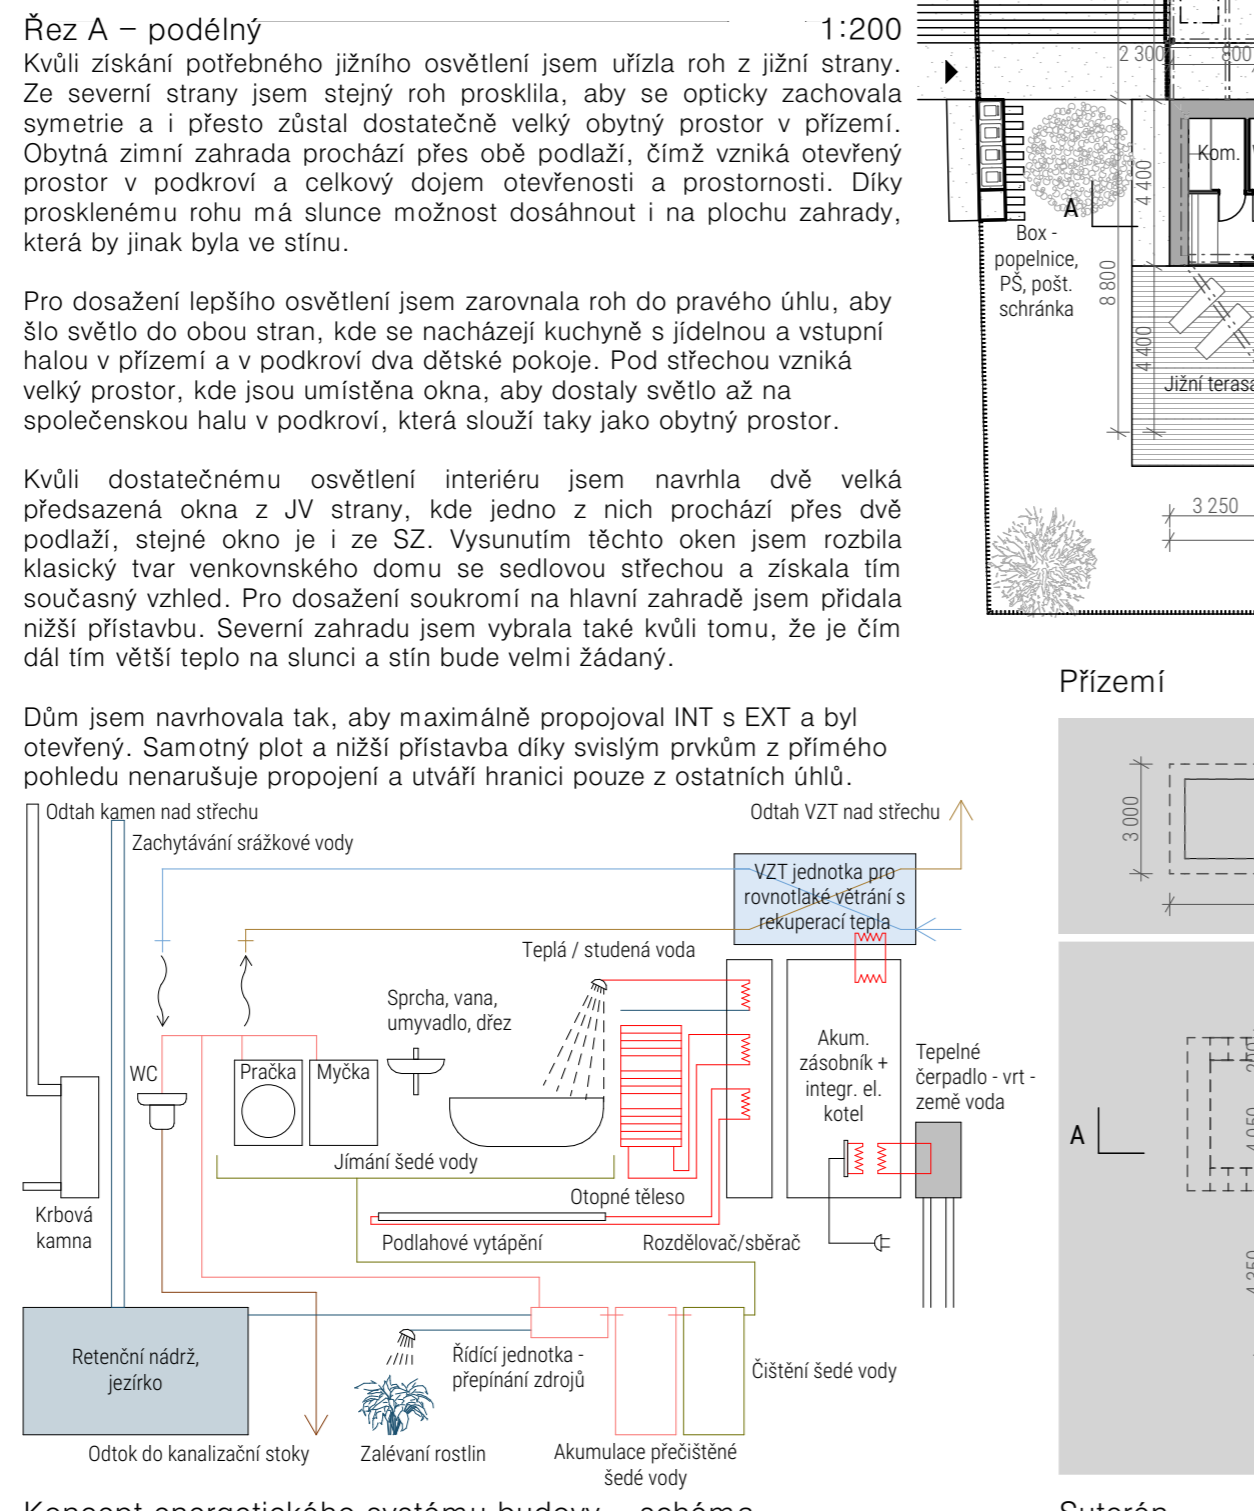 Řez A – podélný 1:200
Kvůli získání potřebného jižního osvětlení jsem uřízla roh z jižní strany.
Ze severní strany jsem stejný roh prosklila, aby se opticky zachovala
symetrie a i přesto zůstal dostatečně velký obytný prostor v přízemí.
Obytná zimní zahrada prochází přes obě podlaží, čímž vzniká otevřený
prostor v podkroví a celkový dojem otevřenosti a prostornosti. Díky
prosklenému rohu má slunce možnost dosáhnout i na plochu zahrady,
která by jinak byla ve stínu.
Pro dosažení lepšího osvětlení jsem zarovnala roh do pravého úhlu, aby
šlo světlo do obou stran, kde se nacházejí kuchyně s jídelnou a vstupní
halou v přízemí a v podkroví dva dětské pokoje. Pod střechou vzniká
velký prostor, kde jsou umístěna okna, aby dostaly světlo až na
společenskou halu v podkroví, která slouží taky jako obytný prostor.
Kvůli dostatečnému osvětlení interiéru jsem navrhla dvě velká
předsazená okna z JV strany, kde jedno z nich prochází přes dvě
podlaží, stejné okno je i ze SZ. Vysunutím těchto oken jsem rozbila
klasický tvar venkovnského domu se sedlovou střechou a získala tím
současný vzhled. Pro dosažení soukromí na hlavní zahradě jsem přidala
nižší přístavbu. Severní zahradu jsem vybrala také kvůli tomu, že je čím
dál tím větší teplo na slunci a stín bude velmi žádaný.
Dům jsem navrhovala tak, aby maximálně propojoval INT s EXT a byl
otevřený. Samotný plot a nižší přístavba díky svislým prvkům z přímého
pohledu nenarušuje propojení a utváří hranici pouze z ostatních úhlů.
Odtah kamen nad střechu
Zachytávání srážkové vody
Odtah VZT nad střechu
VZT jednotka pro
rovnotlaké větrání s
rekuperací tepla
Teplá / studená voda
Sprcha, vana,
umyvadlo, dřez
WC
Pračka
Myčka
Akum.
zásobník +
integr. el.
kotel
Tepelné
čerpadlo - vrt -
země voda
Jímání šedé vody
Otopné těleso
Krbová
kamna
Podlahové vytápění
Rozdělovač/sběrač
Retenční nádrž,
jezírko
Řídící jednotka -
přepínání zdrojů
Čištění šedé vody
Odtok do kanalizační stoky
Zalévaní rostlin
Akumulace přečištěné
šedé vody
Koncept energetického systému budovy – schéma
2 300
800
Kom.
4 400
A
Box -
popelnice,
PŠ, pošt.
schránka
8 800
4 400
Jižní terasa
3 250
Přízemí
3 000
A
4 050
4 350
Suterén